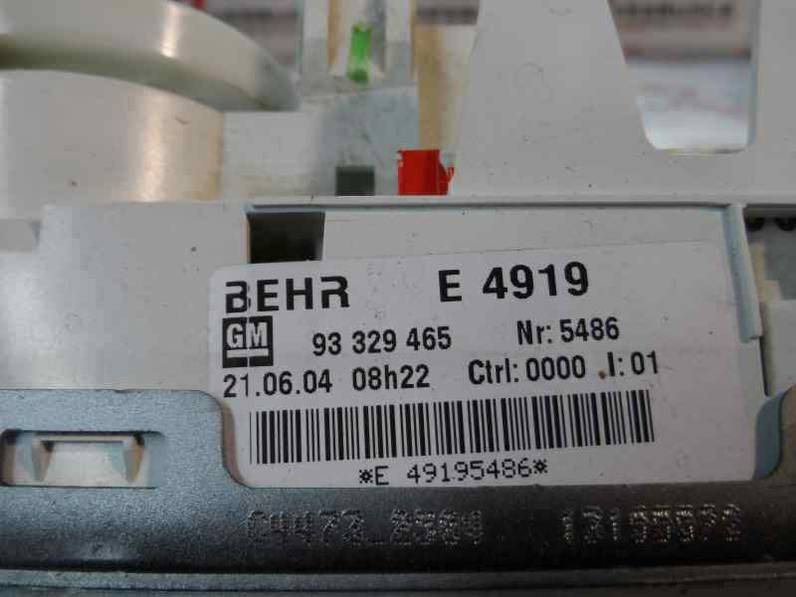 BEHR E 4919
GM 93 329 465 Nr: 5486
21.06.04 08h22 Ctrl: 0000 I: 01
*E 49195486*